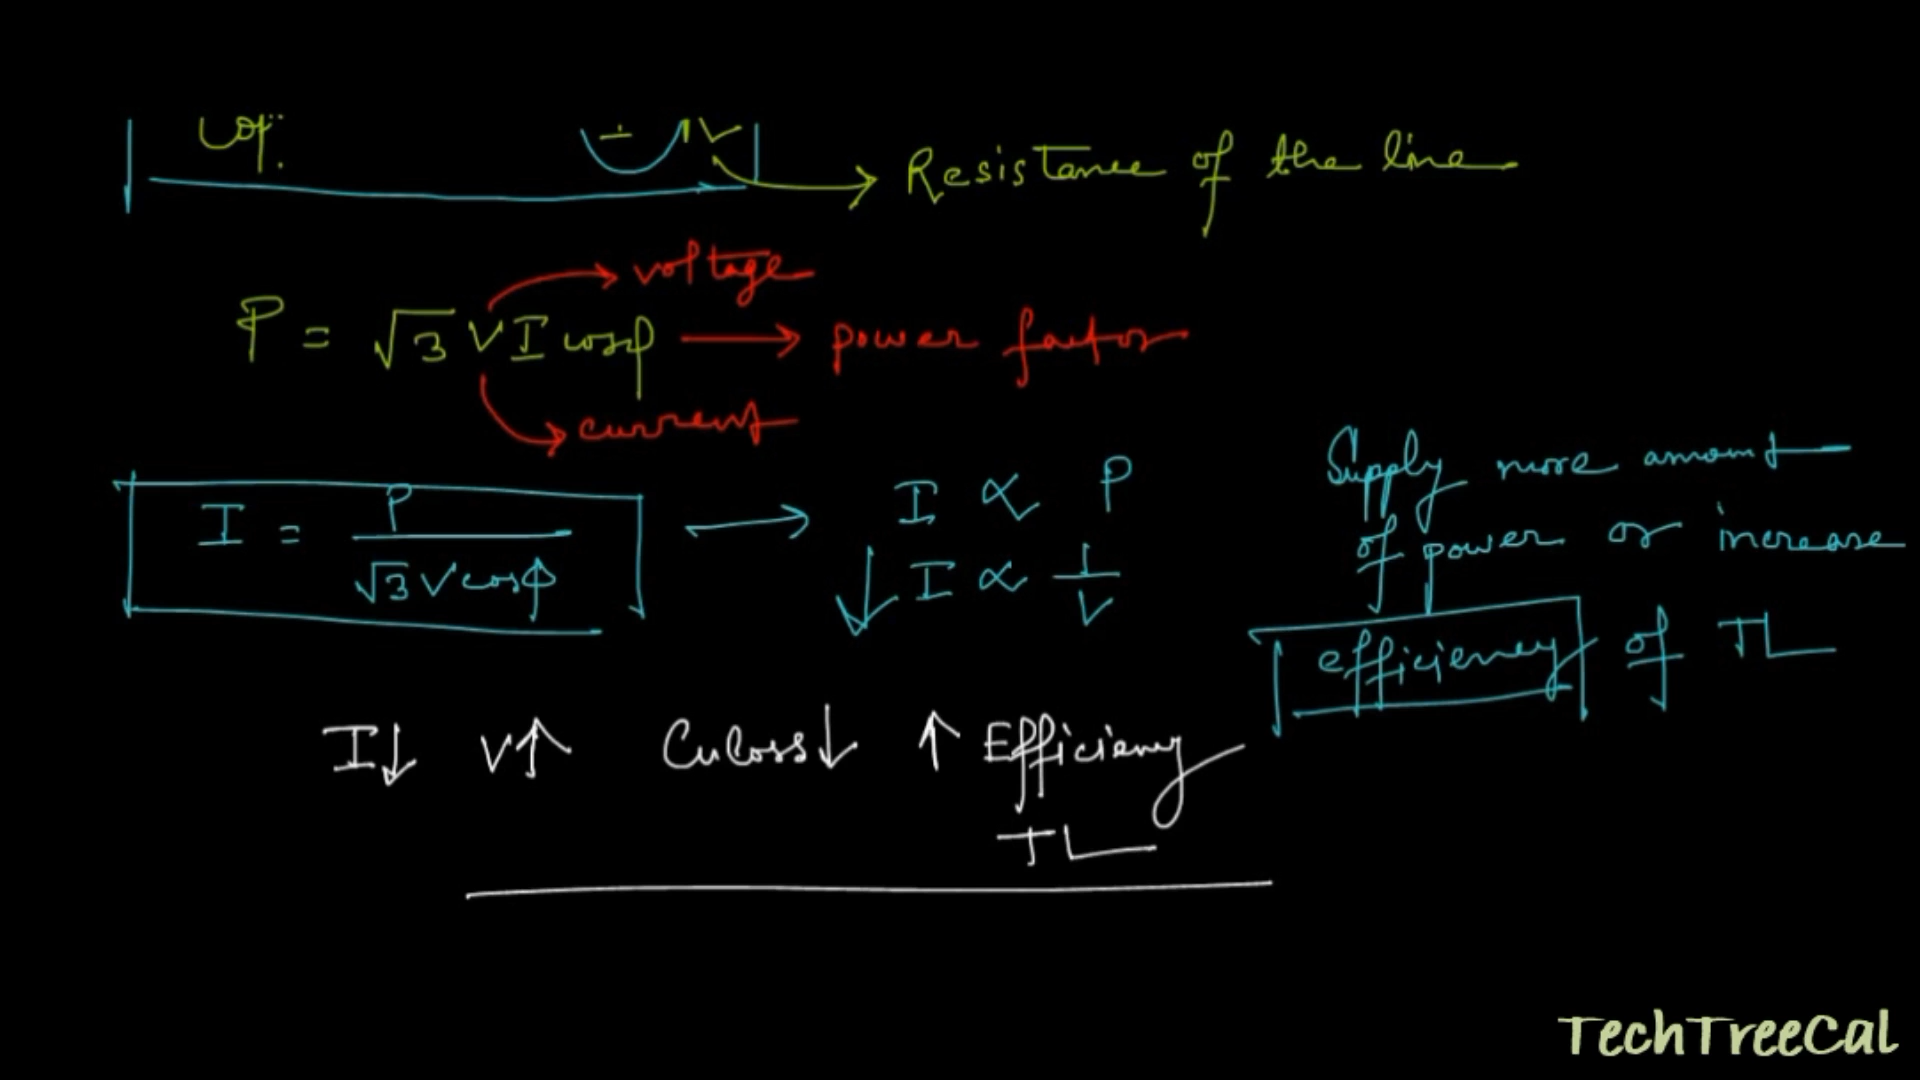 Resistance of the line
voltage
P = √3 V I cosφ → power factor
current
I = P / √3 V cosφ → I ∝ P
↓ I ∝ 1/V
Supply more amount
of power or increase
efficiency of TL
I↓ V↑ Culoss↓ ↑ Efficiency
TL
TechTreeCal